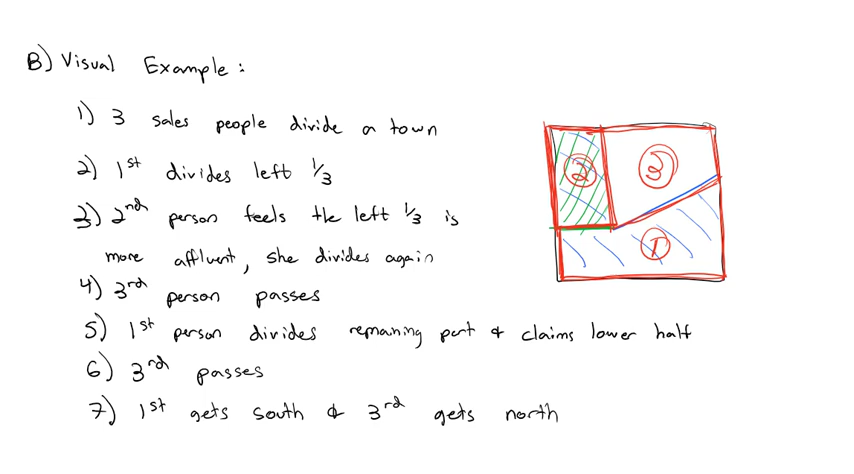 B) Visual Example:
1) 3 sales people divide a town
2) 1st divides left 1/3
3) 2nd person feels the left 1/3 is
more affluent, she divides again
4) 3rd person passes
5) 1st person divides remaining part & claims lower half
6) 3rd passes
7) 1st gets south & 3rd gets north
2 3
1